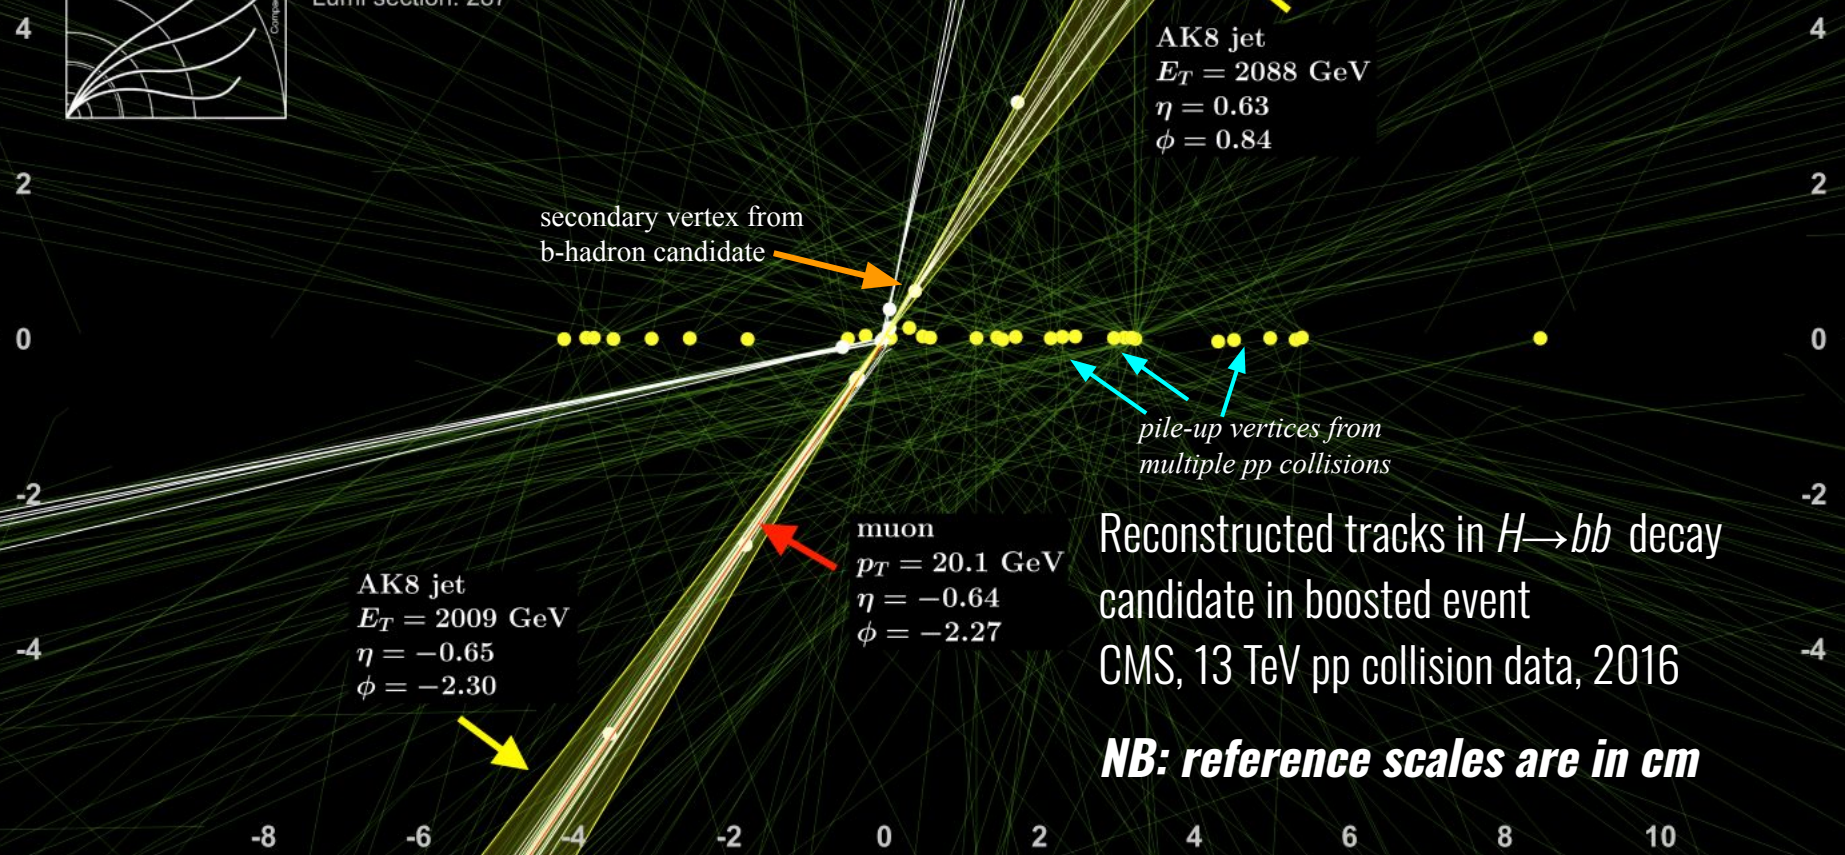 Lumi section: 287
4
4
AK8 jet
E_T = 2088 GeV
η = 0.63
ϕ = 0.84
2
2
secondary vertex from
b-hadron candidate
0
0
pile-up vertices from
multiple pp collisions
-2
-2
muon
p_T = 20.1 GeV
η = −0.64
ϕ = −2.27
Reconstructed tracks in H→bb decay
candidate in boosted event
CMS, 13 TeV pp collision data, 2016
AK8 jet
E_T = 2009 GeV
η = −0.65
ϕ = −2.30
-4
-4
NB: reference scales are in cm
-8 -6 -4 -2 0 2 4 6 8 10